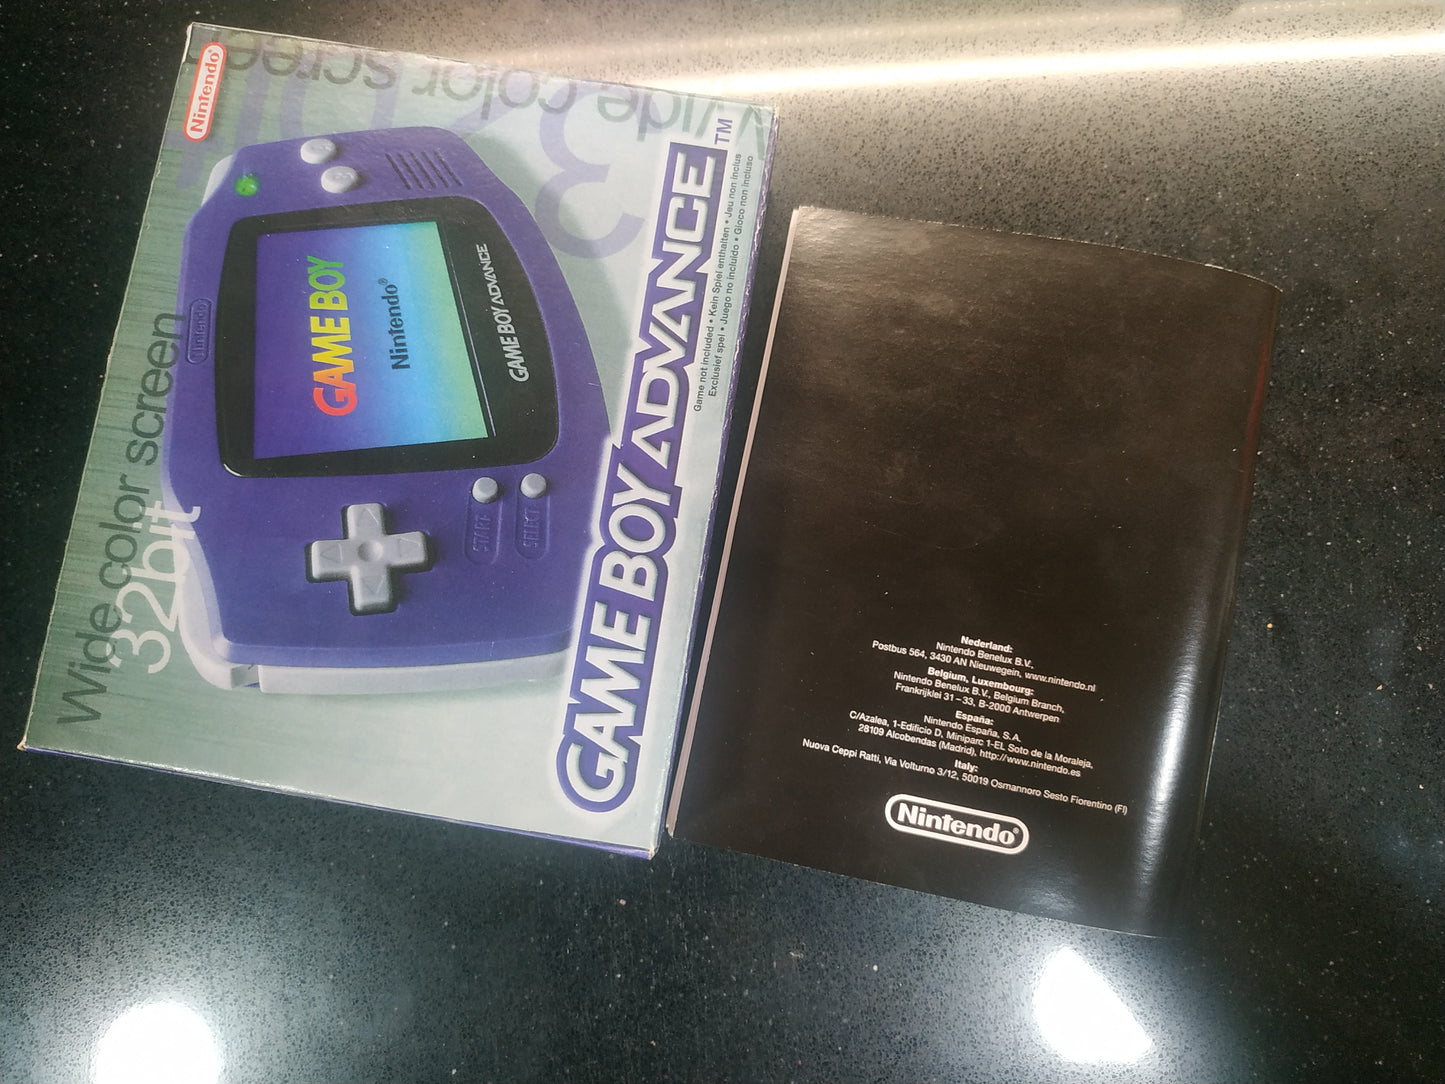 Nintendo®
Wide color screen
32bit
Wide color screen
32bit
Nintendo
GAME BOY
Nintendo®
GAME BOY ADVANCE
START
SELECT
GAME BOY ADVANCE™
Game not included • Kein Spiel enthalten • Jeu non inclus
Exclusief spel • Juego no incluido • Gioco non incluso
Nederland:
Nintendo Benelux B.V.,
Postbus 564, 3430 AN Nieuwegein, www.nintendo.nl
Belgium, Luxembourg:
Nintendo Benelux B.V., Belgium Branch,
Frankrijklei 31–33, B-2000 Antwerpen
España:
Nintendo España, S.A.
C/Azalea, 1-Edificio D, Miniparc 1-EL Soto de la Moraleja,
28109 Alcobendas (Madrid), http://www.nintendo.es
Italy:
Nuova Ceppi Ratti, Via Volturno 3/12, 50019 Osmannoro Sesto Fiorentino (FI)
Nintendo®